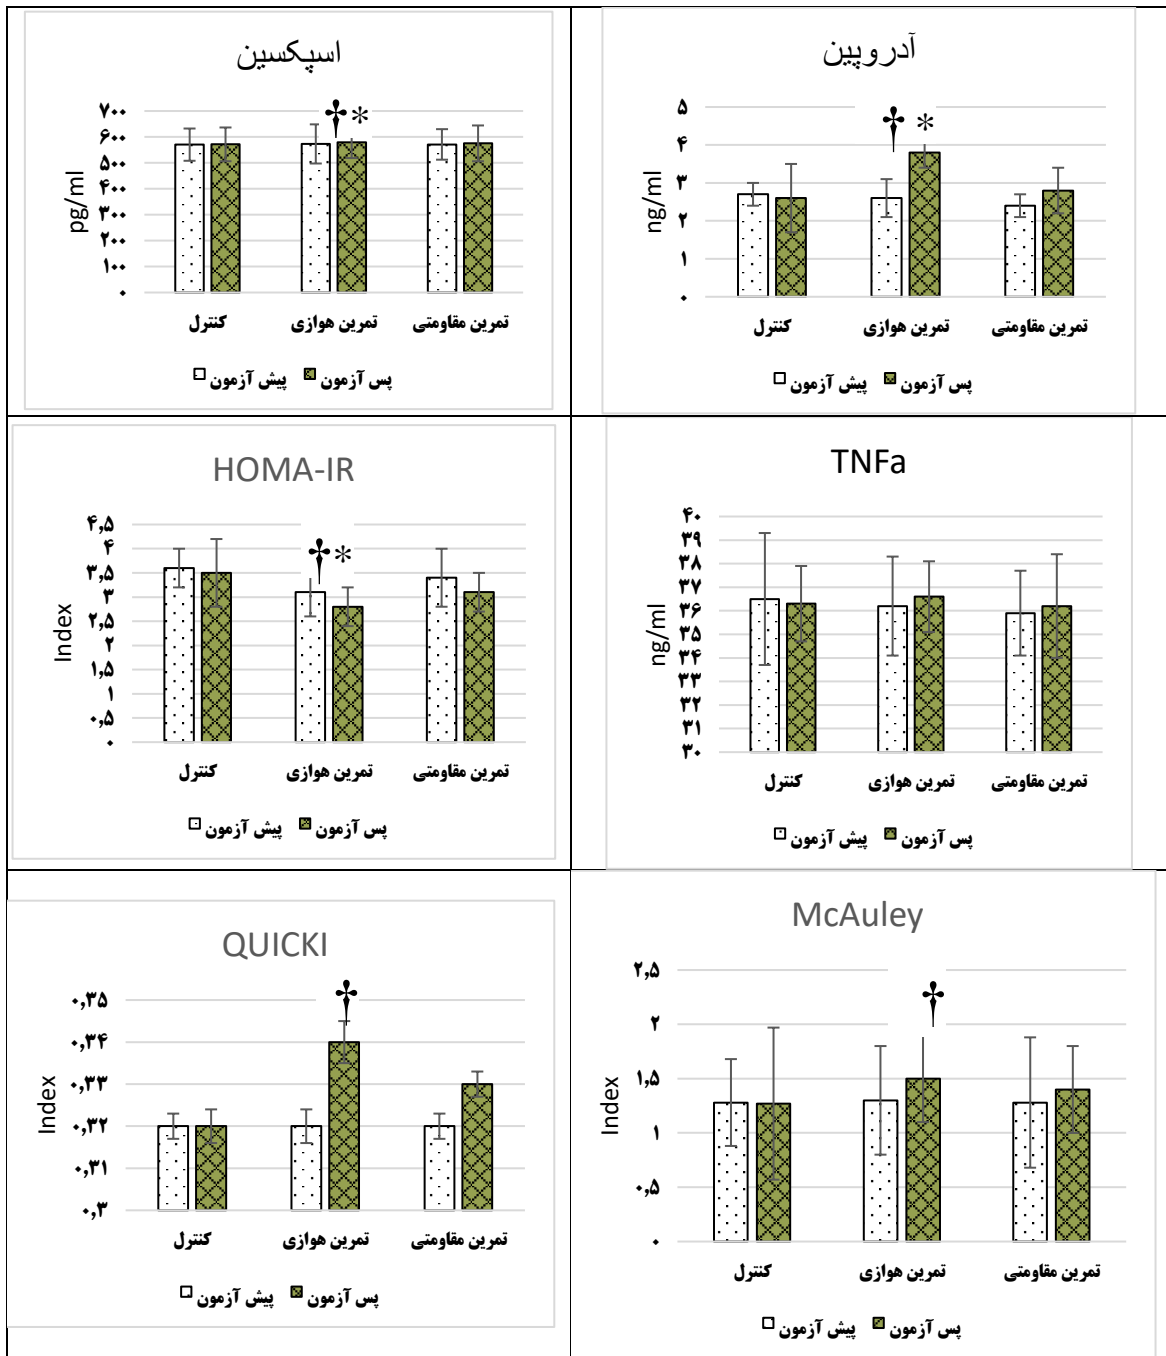 اسپکسین
†*
۷۰۰
۶۰۰
۵۰۰
۴۰۰
۳۰۰
۲۰۰
۱۰۰
۰
pg/ml
کنترل تمرین هوازی تمرین مقاومتی
پیش آزمون پس آزمون
آدروپین
† *
۵
۴
۳
۲
۱
۰
ng/ml
کنترل تمرین هوازی تمرین مقاومتی
پیش آزمون پس آزمون
HOMA-IR
†*
۴,۵
۴
۳,۵
۳
۲,۵
۲
۱,۵
۱
۰,۵
۰
Index
کنترل تمرین هوازی تمرین مقاومتی
پیش آزمون پس آزمون
TNFa
۴۰
۳۹
۳۸
۳۷
۳۶
۳۵
۳۴
۳۳
۳۲
۳۱
۳۰
ng/ml
کنترل تمرین هوازی تمرین مقاومتی
پیش آزمون پس آزمون
QUICKI
†
۰,۳۵
۰,۳۴
۰,۳۳
۰,۳۲
۰,۳۱
۰,۳
Index
کنترل تمرین هوازی تمرین مقاومتی
پیش آزمون پس آزمون
McAuley
†
۲,۵
۲
۱,۵
۱
۰,۵
۰
Index
کنترل تمرین هوازی تمرین مقاومتی
پیش آزمون پس آزمون